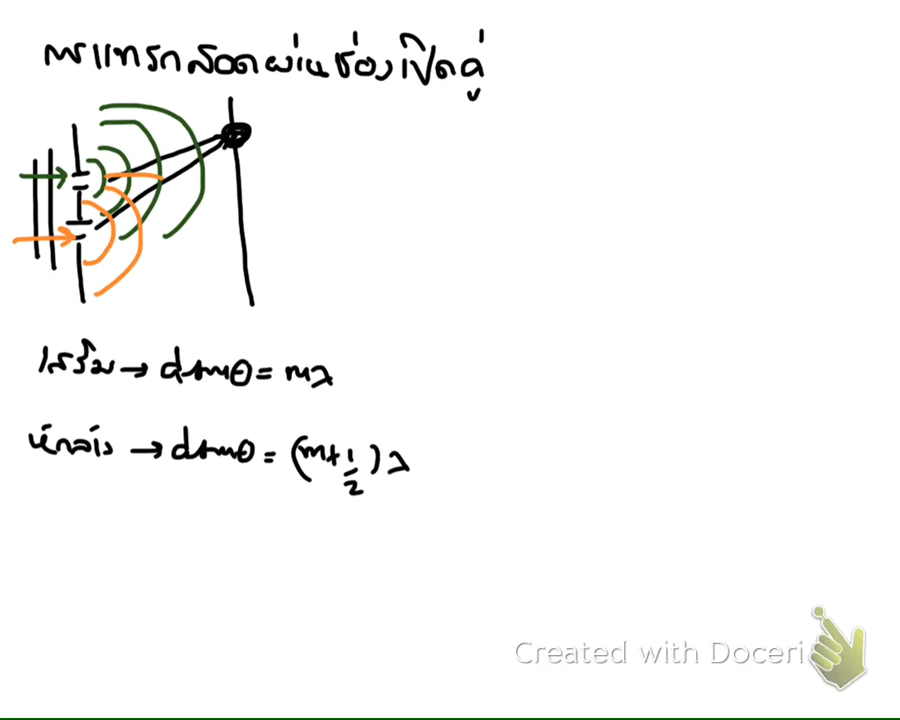 การแทรกสอดผ่านช่องเปิดคู่
เสริม → dsinθ = mλ
หักล้าง → dsinθ = (m+1/2)λ
Created with Doceri